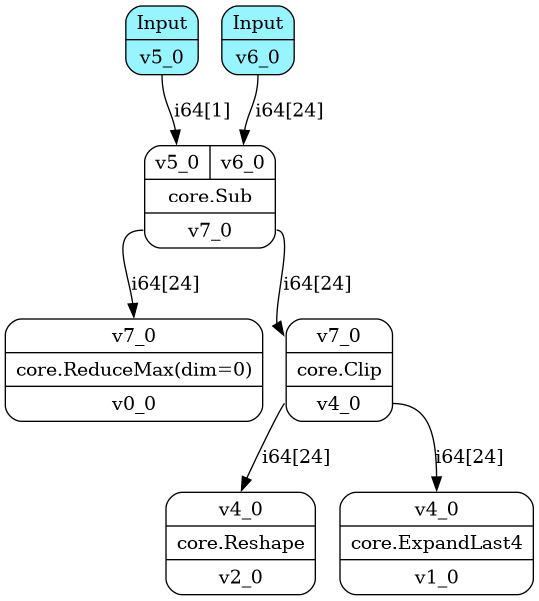 Input
v5_0
Input
v6_0
i64[1]
i64[24]
v5_0
v6_0
core.Sub
v7_0
i64[24]
i64[24]
v7_0
core.ReduceMax(dim=0)
v0_0
v7_0
core.Clip
v4_0
i64[24]
i64[24]
v4_0
core.Reshape
v2_0
v4_0
core.ExpandLast4
v1_0